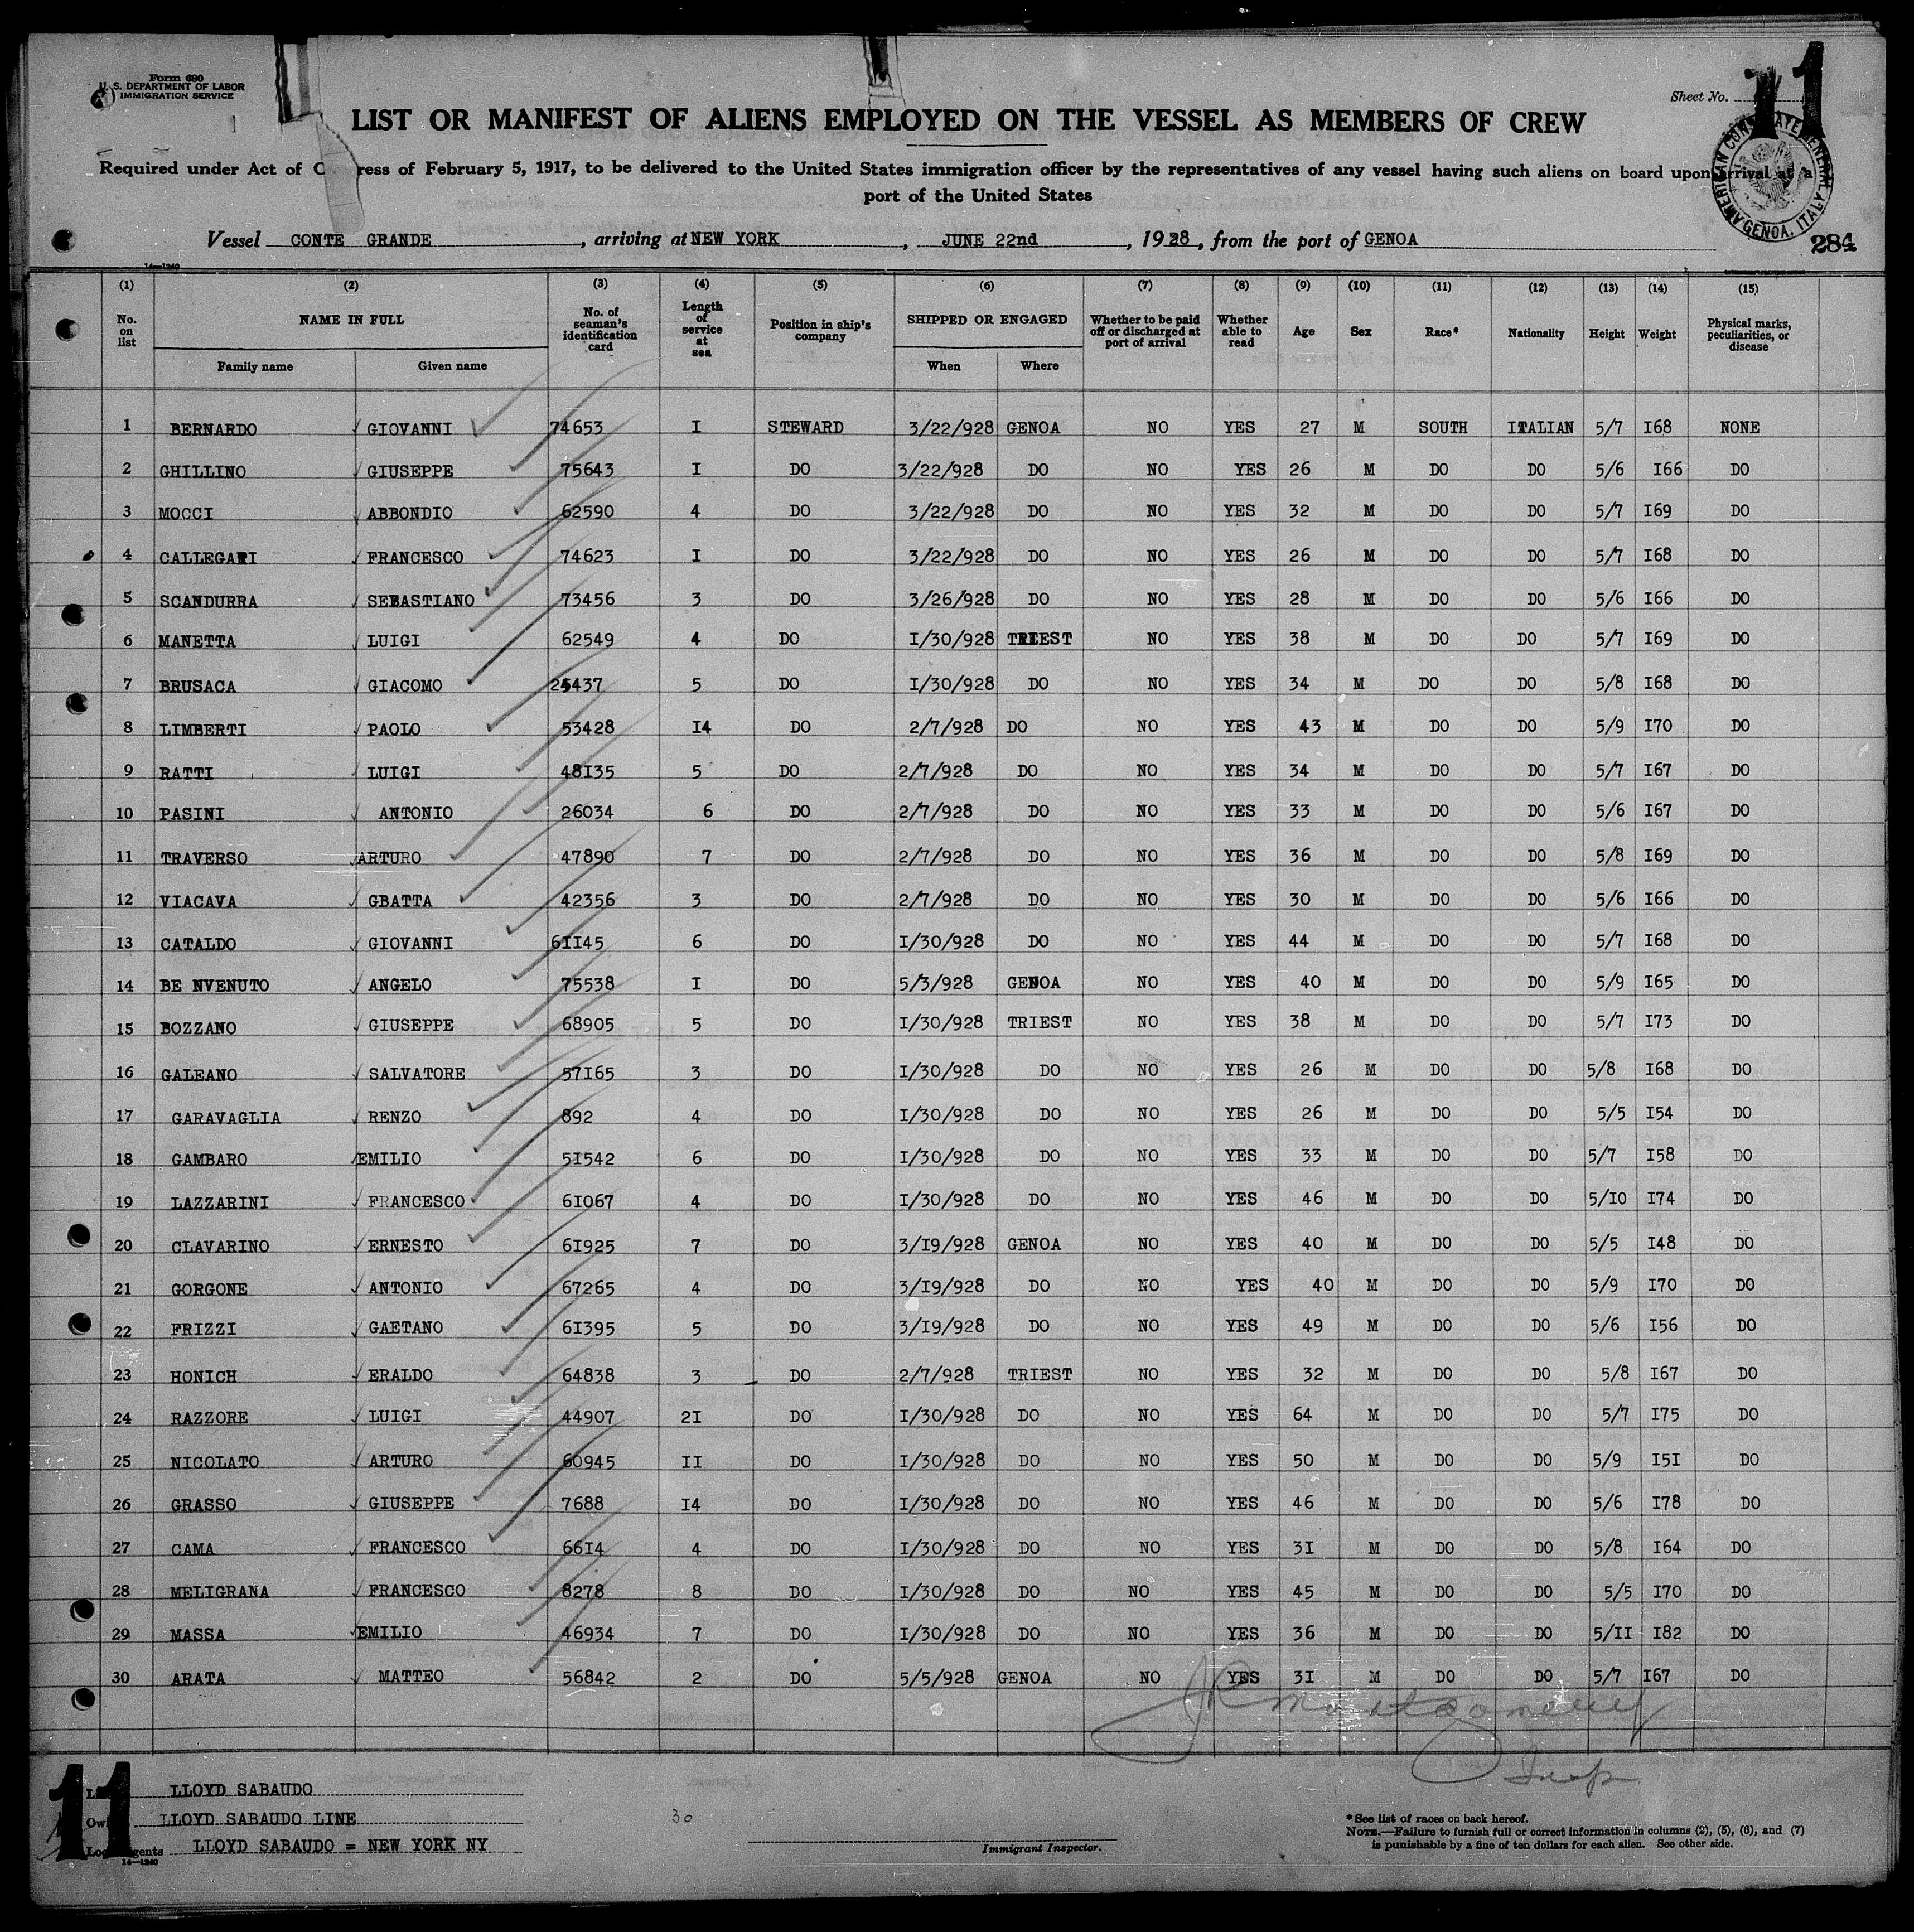 Form 680
U. S. DEPARTMENT OF LABOR
IMMIGRATION SERVICE
Sheet No. 11
LIST OR MANIFEST OF ALIENS EMPLOYED ON THE VESSEL AS MEMBERS OF CREW
Required under Act of C ress of February 5, 1917, to be delivered to the United States immigration officer by the representatives of any vessel having such aliens on board upon arrival at a
port of the United States
AMERICAN CONSULATE GENERAL GENOA, ITALY
Vessel CONTE GRANDE, arriving at NEW YORK, JUNE 22nd, 1928, from the port of GENOA
284
14—1240
(1) (2) (3) (4) (5) (6) (7) (8) (9) (10) (11) (12) (13) (14) (15)
No. on list NAME IN FULL No. of seaman's identification card Length of service at sea Position in ship's company SHIPPED OR ENGAGED Whether to be paid off or discharged at port of arrival Whether able to read Age Sex Race* Nationality Height Weight Physical marks, peculiarities, or disease
Family name Given name When Where
1 BERNARDO GIOVANNI 74653 I STEWARD 3/22/928 GENOA NO YES 27 M SOUTH ITALIAN 5/7 I68 NONE
2 GHILLINO GIUSEPPE 75643 I DO 3/22/928 DO NO YES 26 M DO DO 5/6 I66 DO
3 MOCCI ABBONDIO 62590 4 DO 3/22/928 DO NO YES 32 M DO DO 5/7 I69 DO
4 CALLEGATI FRANCESCO 74623 I DO 3/22/928 DO NO YES 26 M DO DO 5/7 I68 DO
5 SCANDURRA SEBASTIANO 73456 3 DO 3/26/928 DO NO YES 28 M DO DO 5/6 I66 DO
6 MANETTA LUIGI 62549 4 DO I/30/928 TRIEST NO YES 38 M DO DO 5/7 I69 DO
7 BRUSACA GIACOMO 25437 5 DO I/30/928 DO NO YES 34 M DO DO 5/8 I68 DO
8 LIMBERTI PAOLO 53428 I4 DO 2/7/928 DO NO YES 43 M DO DO 5/9 I70 DO
9 RATTI LUIGI 48I35 5 DO 2/7/928 DO NO YES 34 M DO DO 5/7 I67 DO
10 PASINI ANTONIO 26034 6 DO 2/7/928 DO NO YES 33 M DO DO 5/6 I67 DO
11 TRAVERSO ARTURO 47890 7 DO 2/7/928 DO NO YES 36 M DO DO 5/8 I69 DO
12 VIACAVA GBATTA 42356 3 DO 2/7/928 DO NO YES 30 M DO DO 5/6 I66 DO
13 CATALDO GIOVANNI 6II45 6 DO I/30/928 DO NO YES 44 M DO DO 5/7 I68 DO
14 BE NVENUTO ANGELO 75538 I DO 5/3/928 GENOA NO YES 40 M DO DO 5/9 I65 DO
15 BOZZANO GIUSEPPE 68905 5 DO I/30/928 TRIEST NO YES 38 M DO DO 5/7 I73 DO
16 GALEANO SALVATORE 57I65 3 DO I/30/928 DO NO YES 26 M DO DO 5/8 I68 DO
17 GARAVAGLIA RENZO 892 4 DO I/30/928 DO NO YES 26 M DO DO 5/5 I54 DO
18 GAMBARO EMILIO 5I542 6 DO I/30/928 DO NO YES 33 M DO DO 5/7 I58 DO
19 LAZZARINI FRANCESCO 6I067 4 DO I/30/928 DO NO YES 46 M DO DO 5/IO I74 DO
20 CLAVARINO ERNESTO 6I925 7 DO 3/I9/928 GENOA NO YES 40 M DO DO 5/5 I48 DO
21 GORGONE ANTONIO 67265 4 DO 3/I9/928 DO NO YES 40 M DO DO 5/9 I70 DO
22 FRIZZI GAETANO 6I395 5 DO 3/I9/928 DO NO YES 49 M DO DO 5/6 I56 DO
23 HONICH ERALDO 64838 3 DO 2/7/928 TRIEST NO YES 32 M DO DO 5/8 I67 DO
24 RAZZORE LUIGI 44907 2I DO I/30/928 DO NO YES 64 M DO DO 5/7 I75 DO
25 NICOLATO ARTURO 60945 II DO I/30/928 DO NO YES 50 M DO DO 5/9 I5I DO
26 GRASSO GIUSEPPE 7688 I4 DO I/30/928 DO NO YES 46 M DO DO 5/6 I78 DO
27 CAMA FRANCESCO 66I4 4 DO I/30/928 DO NO YES 3I M DO DO 5/8 I64 DO
28 MELIGRANA FRANCESCO 8278 8 DO I/30/928 DO NO YES 45 M DO DO 5/5 I70 DO
29 MASSA EMILIO 46934 7 DO I/30/928 DO NO YES 36 M DO DO 5/II I82 DO
30 ARATA MATTEO 56842 2 DO 5/5/928 GENOA NO YES 3I M DO DO 5/7 I67 DO
JR Montgomery
Insp
11
LLOYD SABAUDO
LLOYD SABAUDO LINE
LLOYD SABAUDO = NEW YORK NY
14—1240
30
Immigrant Inspector.
*See list of races on back hereof.
NOTE.—Failure to furnish full or correct information in columns (2), (5), (6), and (7)
is punishable by a fine of ten dollars for each alien. See other side.